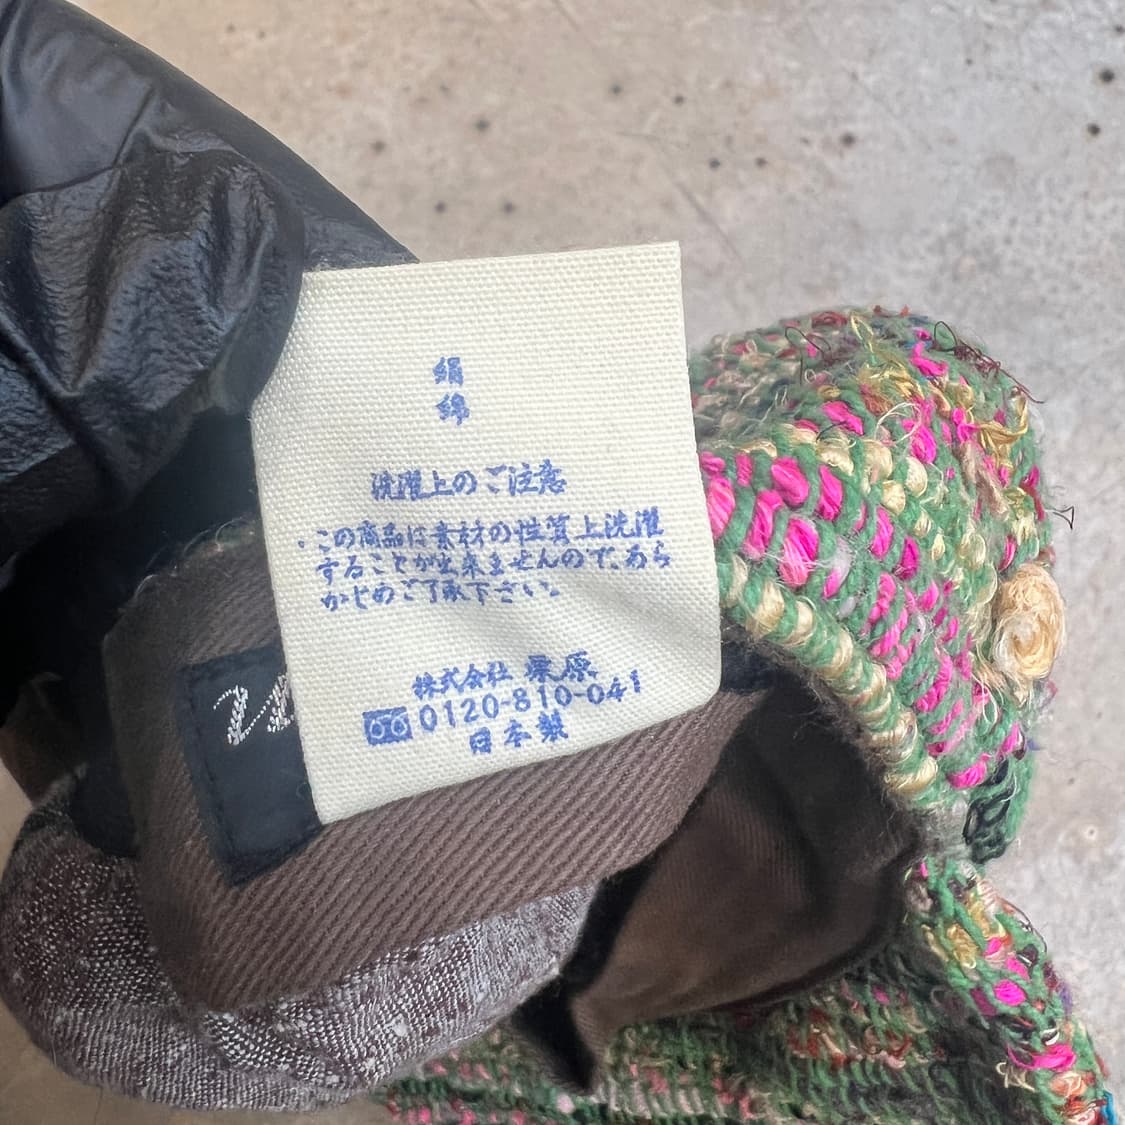 絹
綿
洗濯上のご注意
・この商品は素材の性質上洗濯
することが出来ませんので、あら
かじめご了承下さい。
株式会社 栗原
0120-810-041
日本製